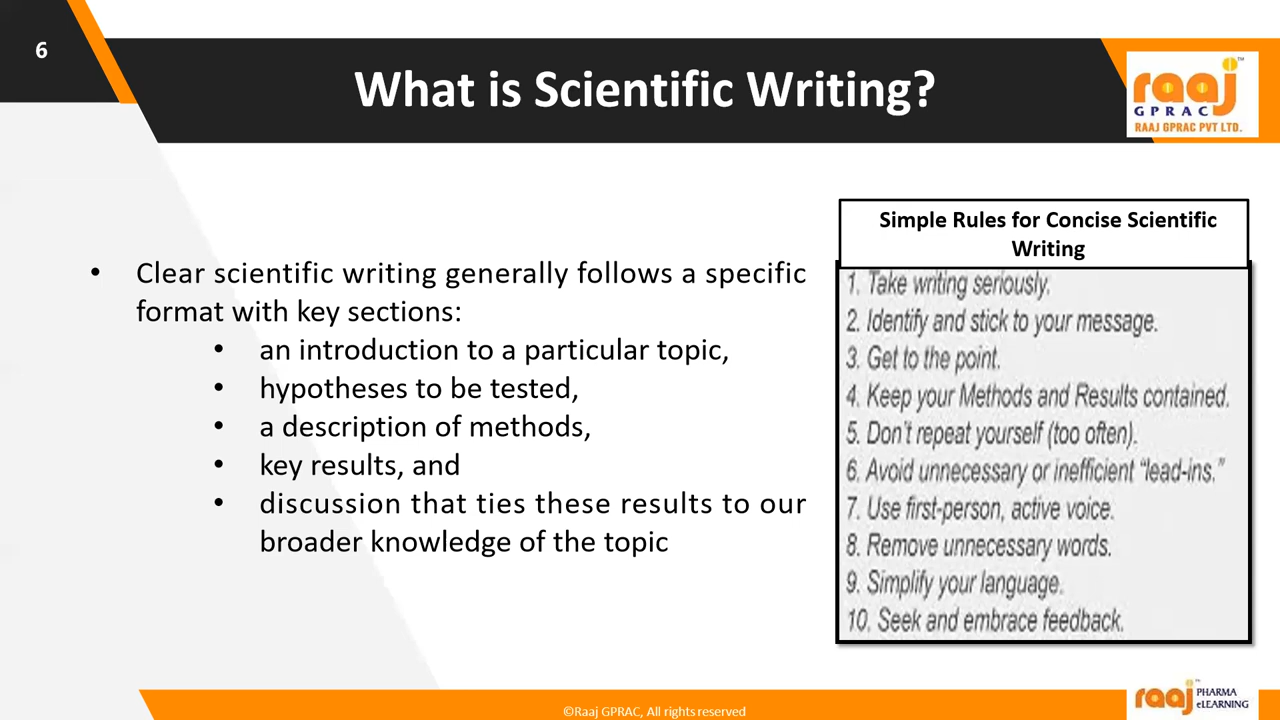 6
What is Scientific Writing?
raaj
GPRAC
RAAJ GPRAC PVT LTD.
• Clear scientific writing generally follows a specific
format with key sections:
• an introduction to a particular topic,
• hypotheses to be tested,
• a description of methods,
• key results, and
• discussion that ties these results to our
broader knowledge of the topic
Simple Rules for Concise Scientific
Writing
1. Take writing seriously.
2. Identify and stick to your message.
3. Get to the point.
4. Keep your Methods and Results contained.
5. Don't repeat yourself (too often).
6. Avoid unnecessary or inefficient “lead-ins.”
7. Use first-person, active voice.
8. Remove unnecessary words.
9. Simplify your language.
10. Seek and embrace feedback.
©Raaj GPRAC, All rights reserved
raaj
PHARMA
eLEARNING